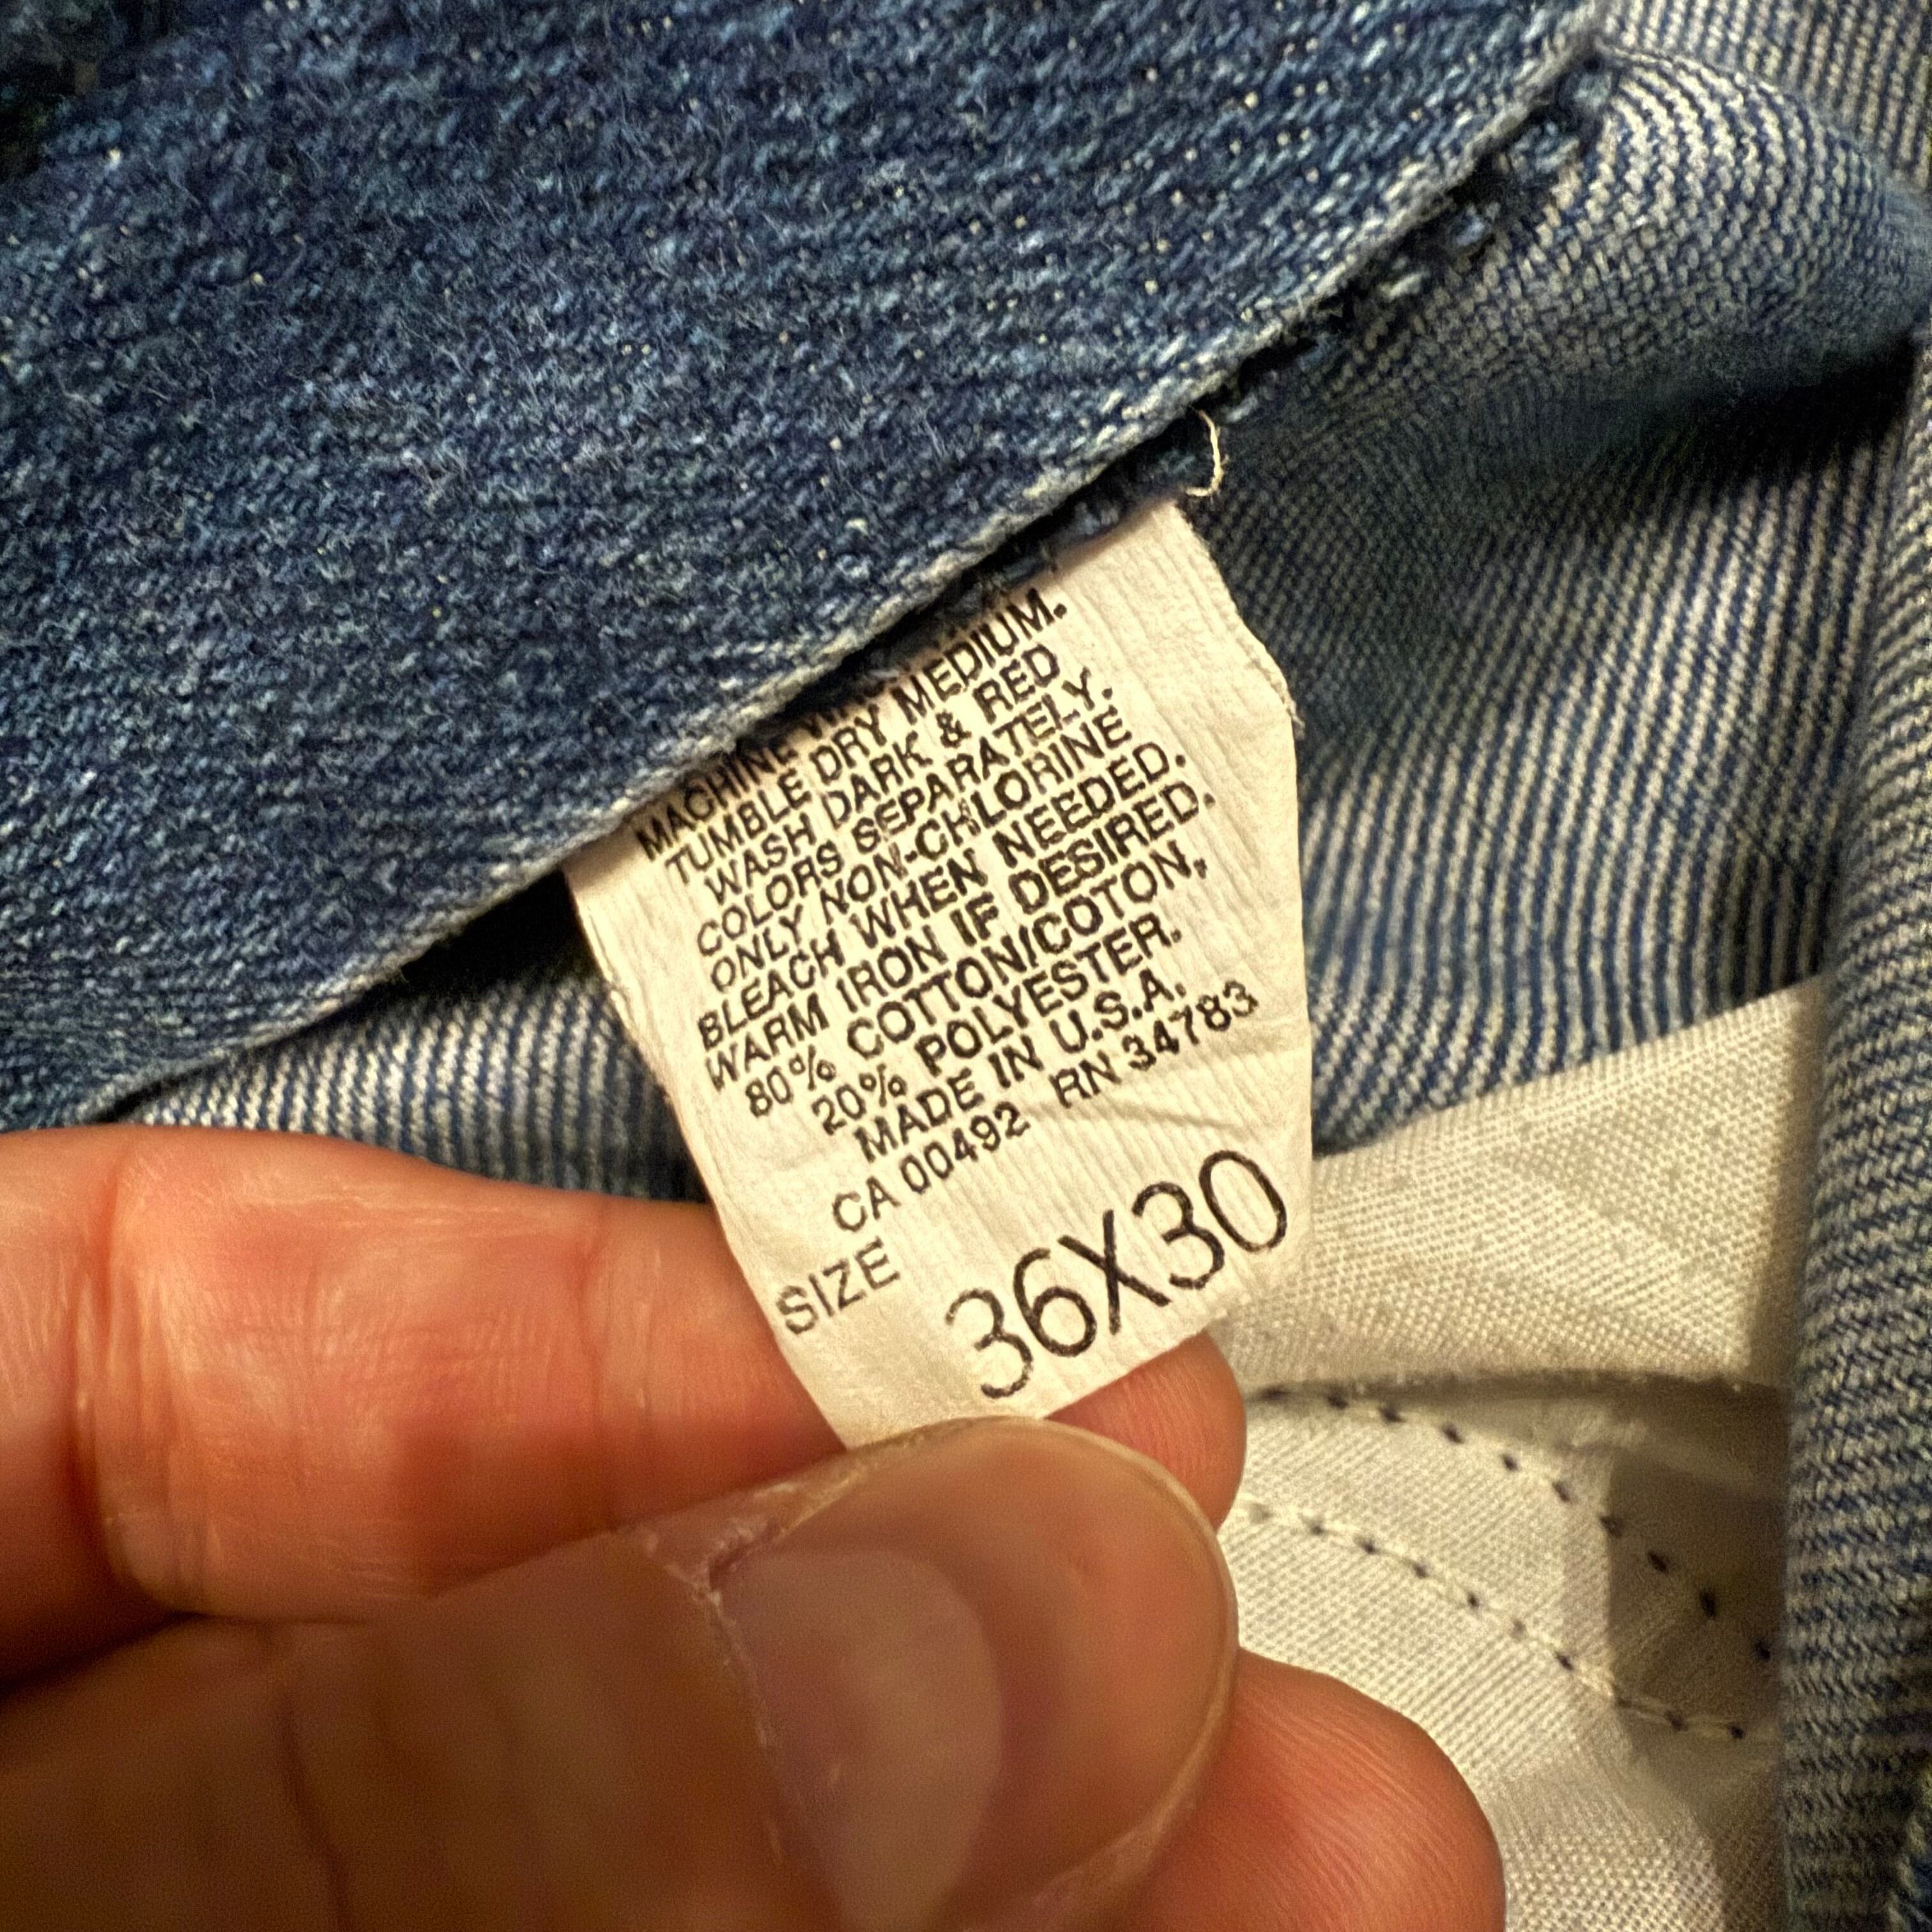 MACHINE
TUMBLE DRY MEDIUM.
WASH DARK & RED
COLORS SEPARATELY.
ONLY NON-CHLORINE
BLEACH WHEN NEEDED.
WARM IRON IF DESIRED.
80% COTTON/COTON,
20% POLYESTER.
MADE IN U.S.A.
CA 00492 RN 34783
SIZE 36X30